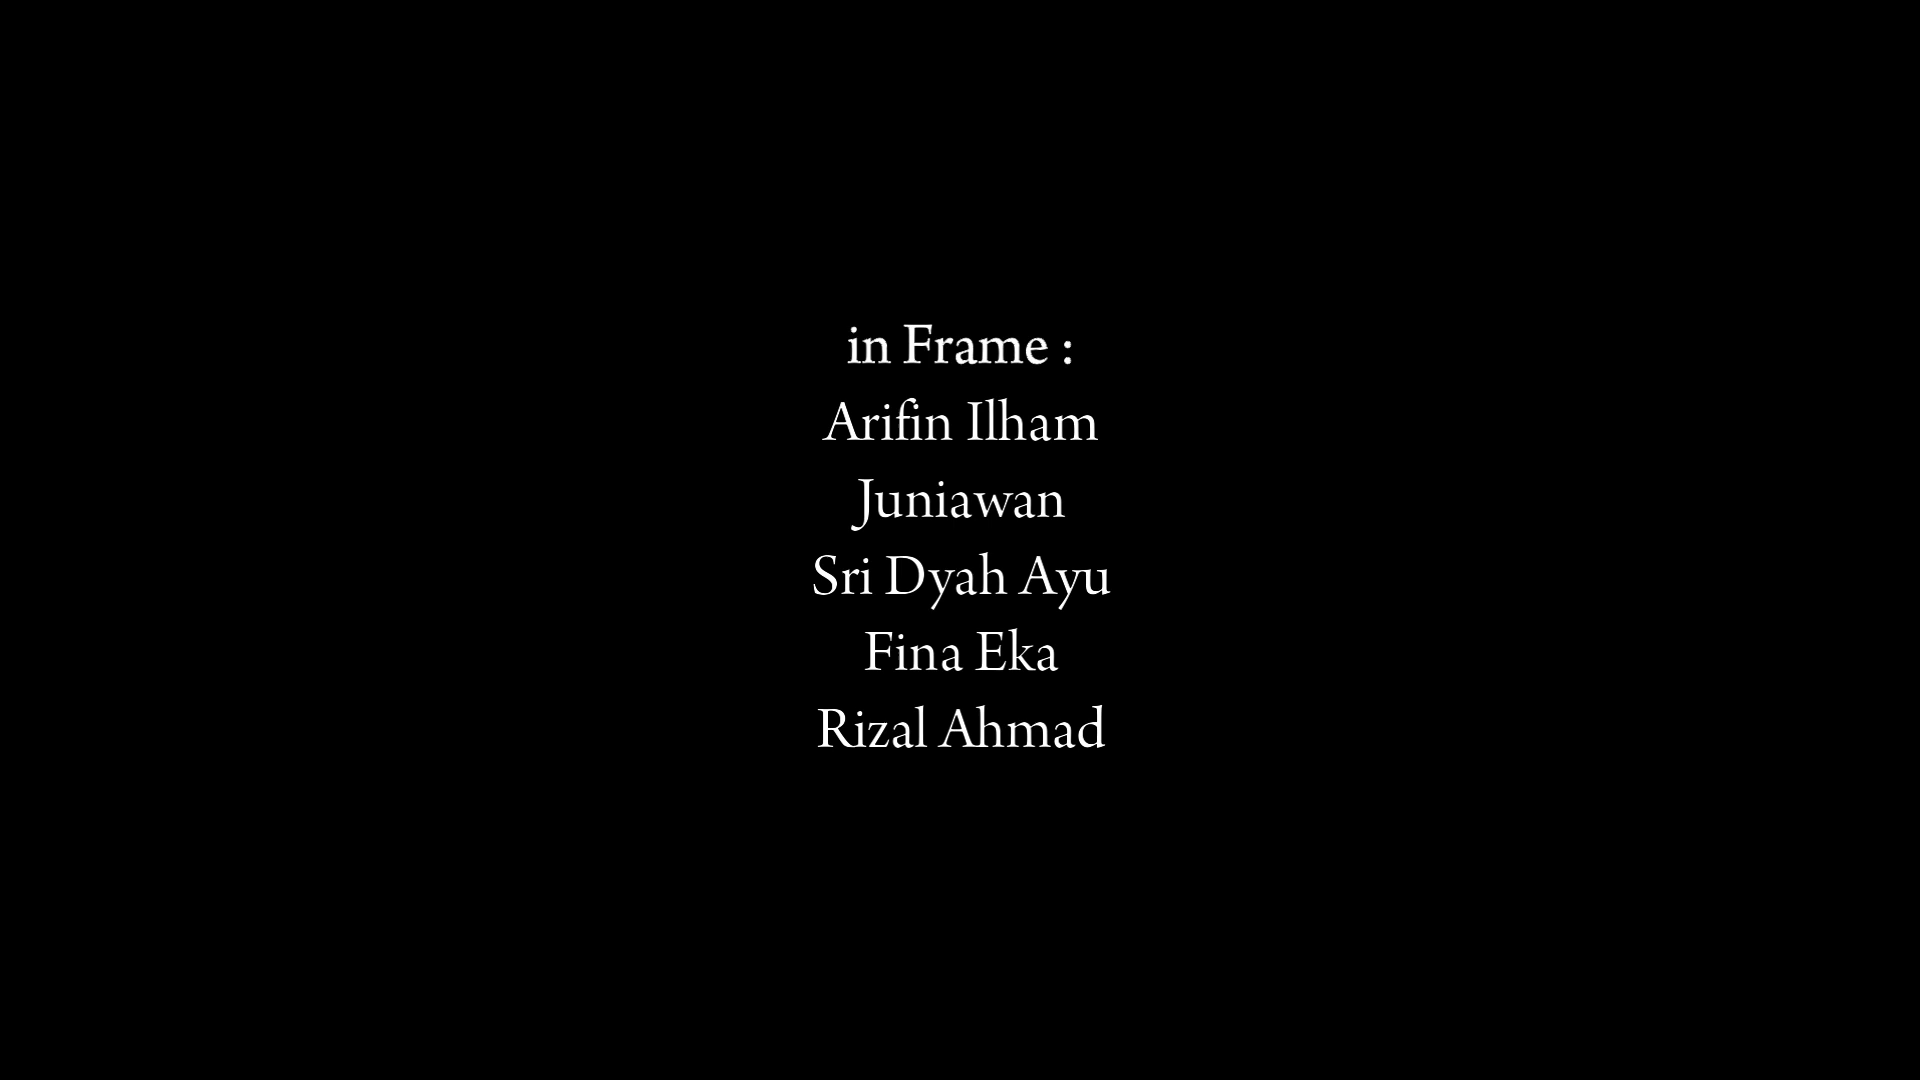 in Frame :
Arifin Ilham
Juniawan
Sri Dyah Ayu
Fina Eka
Rizal Ahmad